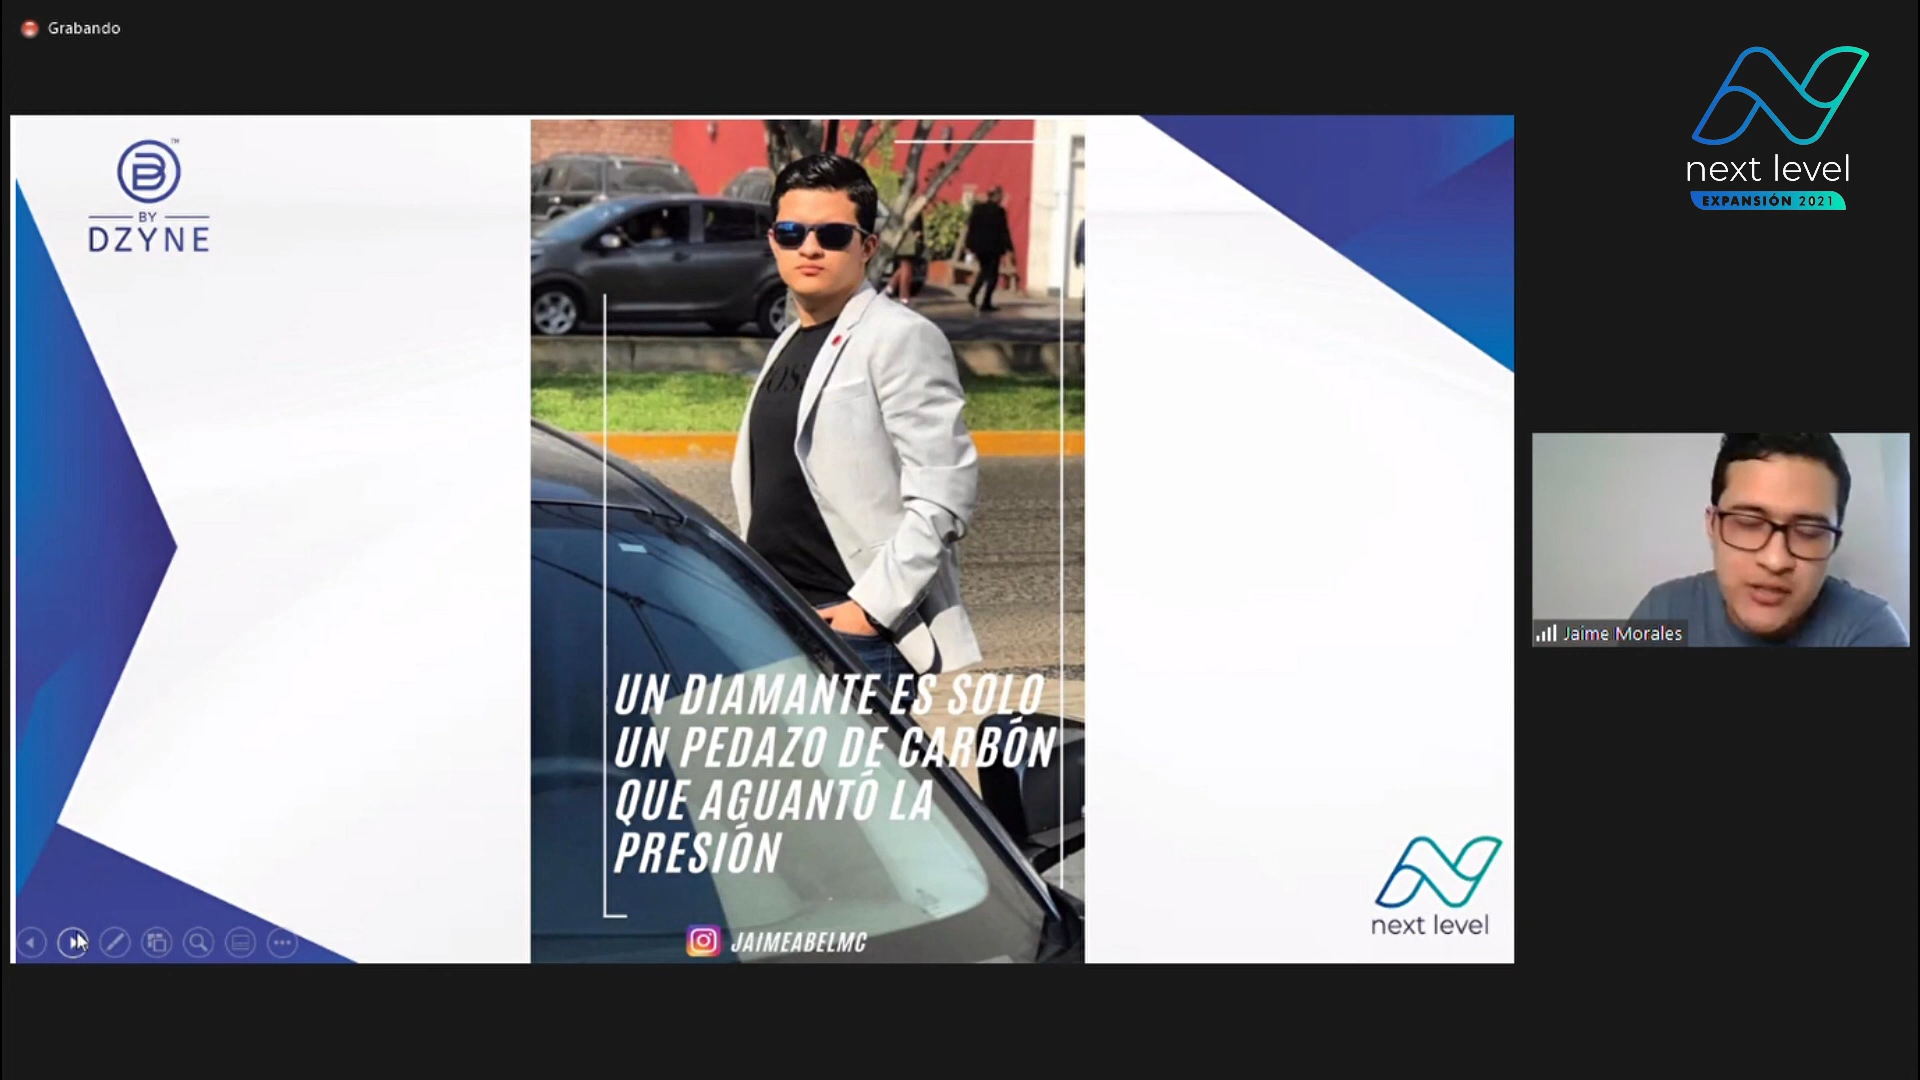 Grabando
next level
EXPANSIÓN 2021
B™
BY
DZYNE
UN DIAMANTE ES SOLO
UN PEDAZO DE CARBÓN
QUE AGUANTÓ LA
PRESIÓN
JAIMEABELMC
next level
Jaime Morales